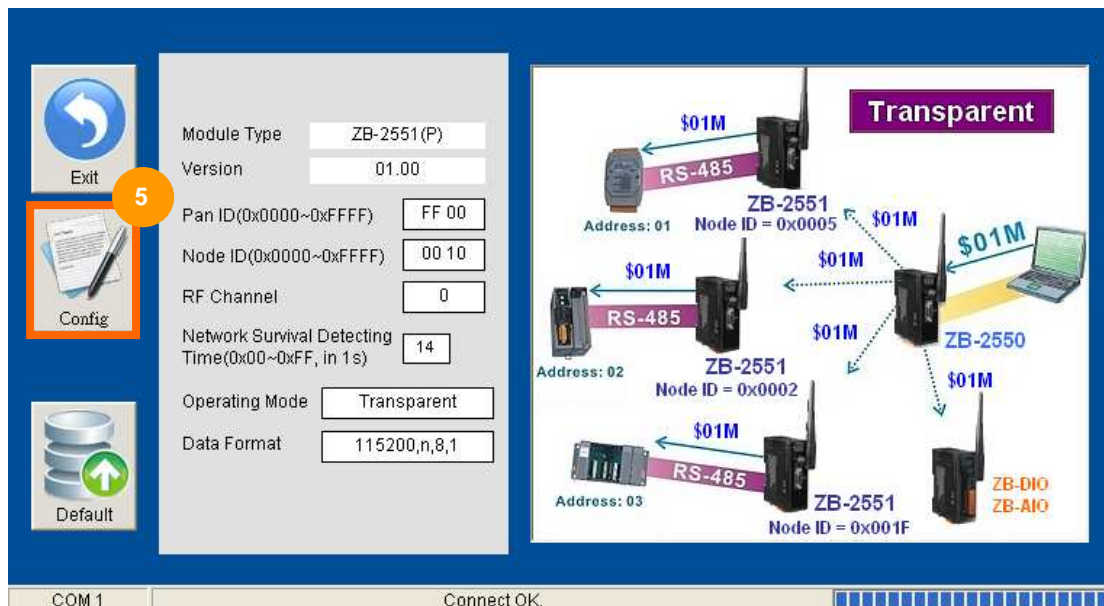 Exit
5
Config
Default
Module Type ZB-2551(P)
Version 01.00
Pan ID(0x0000~0xFFFF) FF 00
Node ID(0x0000~0xFFFF) 00 10
RF Channel 0
Network Survival Detecting
Time(0x00~0xFF, in 1s) 14
Operating Mode Transparent
Data Format 115200,n,8,1
Transparent
$01M
RS-485
Address: 01
ZB-2551
Node ID = 0x0005
$01M
$01M
$01M
$01M
RS-485
Address: 02
ZB-2551
Node ID = 0x0002
$01M
ZB-2550
$01M
$01M
RS-485
Address: 03
ZB-2551
Node ID = 0x001F
ZB-DIO
ZB-AIO
COM 1
Connect OK.